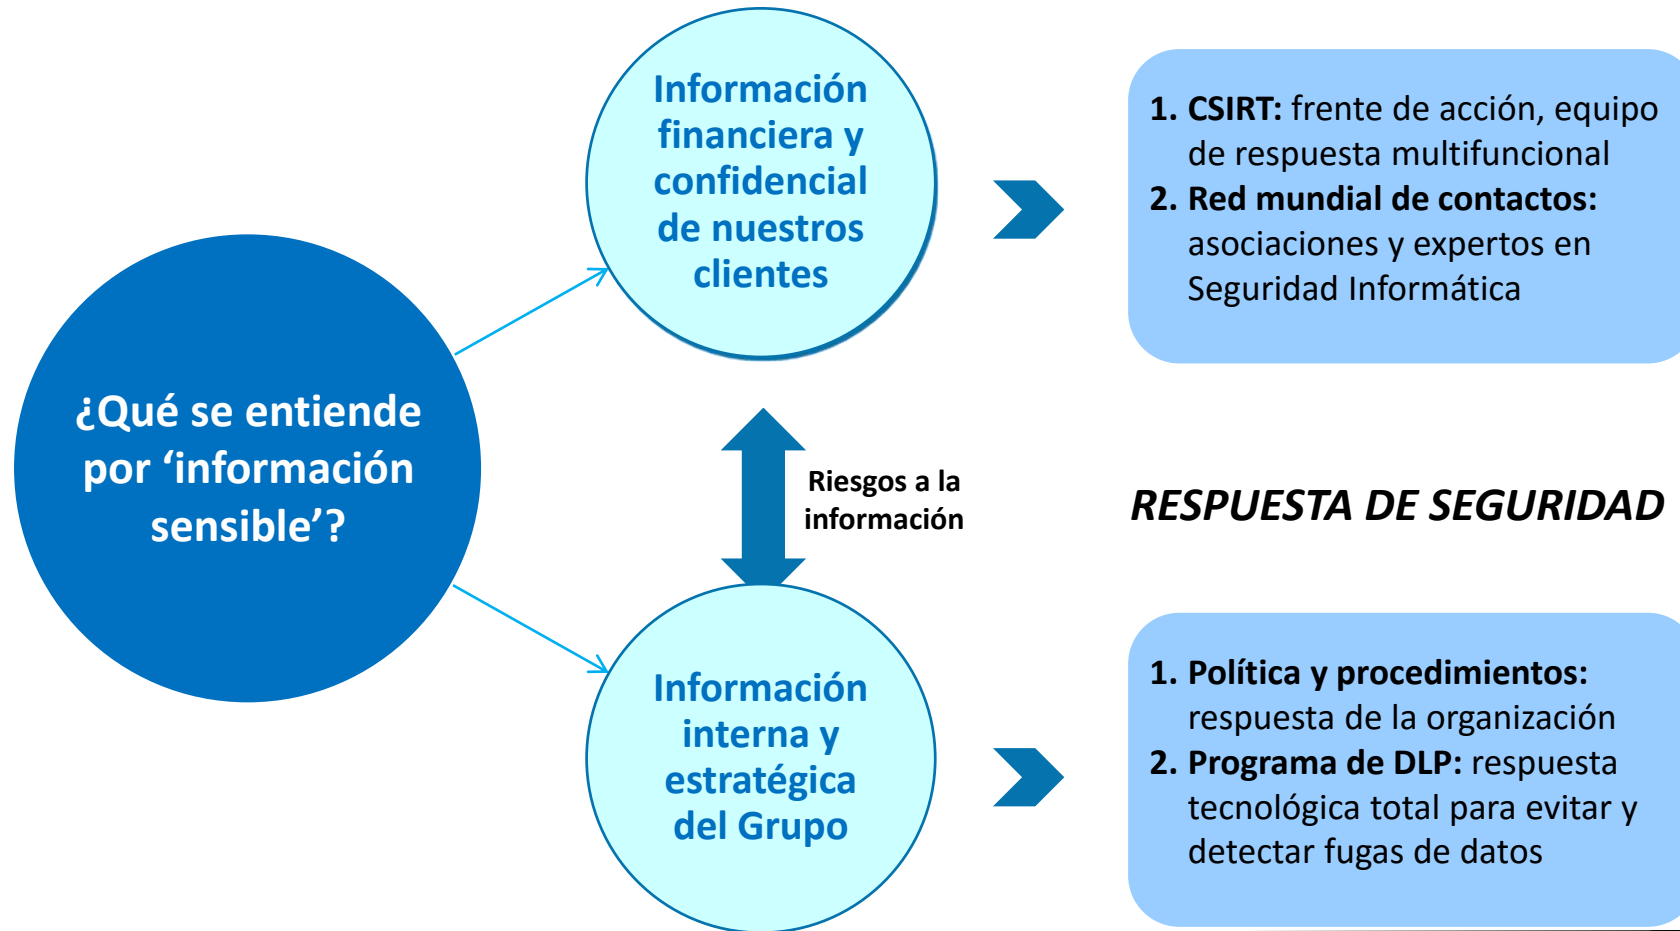 ¿Qué se entiende
por ‘información
sensible’?
Información
financiera y
confidencial
de nuestros
clientes
1. CSIRT: frente de acción, equipo
de respuesta multifuncional
2. Red mundial de contactos:
asociaciones y expertos en
Seguridad Informática
Riesgos a la
información
RESPUESTA DE SEGURIDAD
Información
interna y
estratégica
del Grupo
1. Política y procedimientos:
respuesta de la organización
2. Programa de DLP: respuesta
tecnológica total para evitar y
detectar fugas de datos